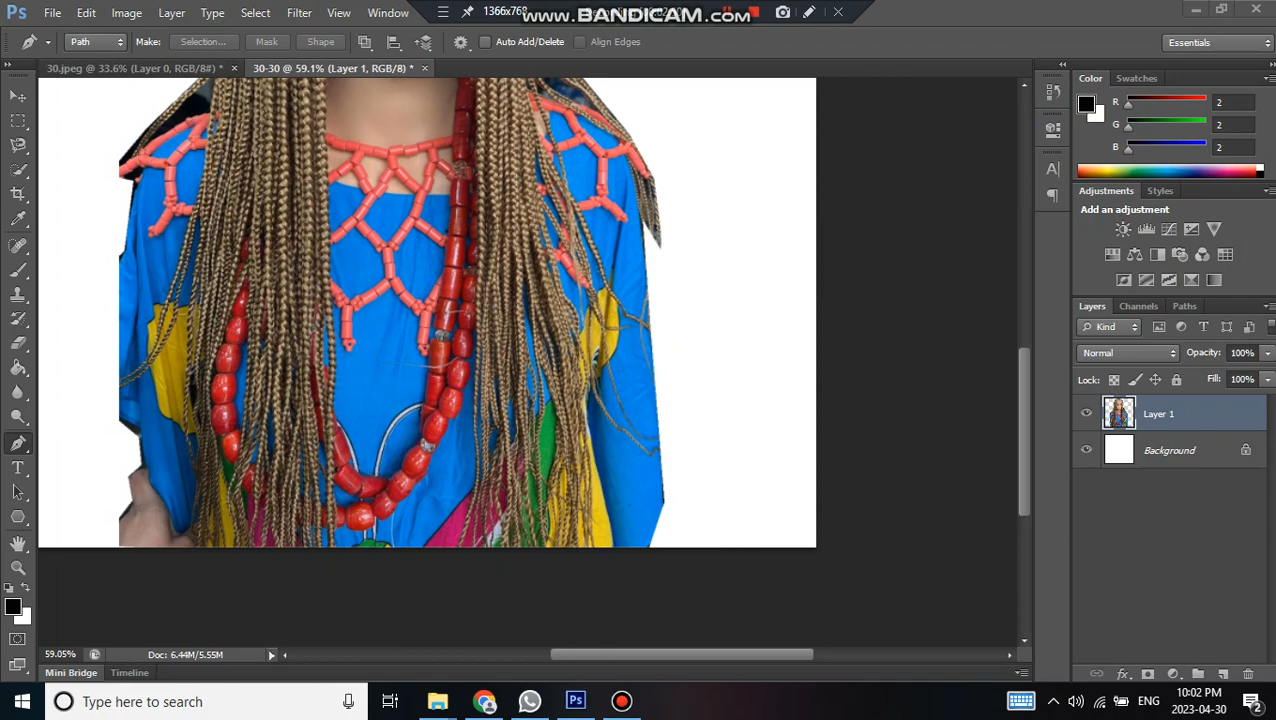 Ps File Edit Image Layer Type Select Filter View Window 1366x768
www.BANDICAM.com
Path Make: Selection... Mask Shape Auto Add/Delete Align Edges Essentials
30.jpeg @ 33.6% (Layer 0, RGB/8#) * × 30-30 @ 59.1% (Layer 1, RGB/8) * ×
Color Swatches
R 2
G 2
B 2
Adjustments Styles
Add an adjustment
Layers Channels Paths
Kind
Normal Opacity: 100%
Lock: Fill: 100%
Layer 1
Background
59.05% Doc: 6.44M/5.55M
Mini Bridge Timeline
Type here to search
ENG
10:02 PM
2023-04-30
2